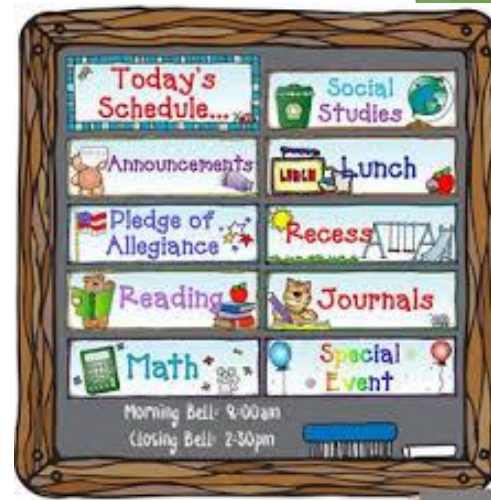 Today's
Schedule...
Announcements
Pledge of
Allegiance
Reading
Math
Social
Studies
LUNCH
Lunch
Recess
Journals
Special
Event
Morning Bell: 8:00am
Closing Bell: 2:30pm